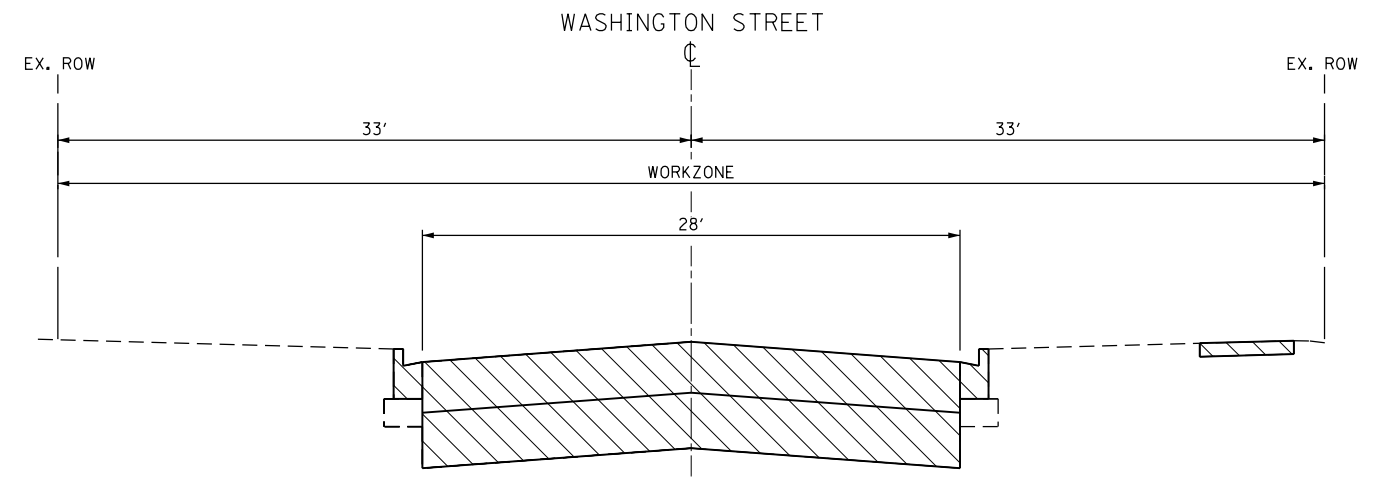 WASHINGTON STREET
℄
EX. ROW
EX. ROW
33'
33'
WORKZONE
28'